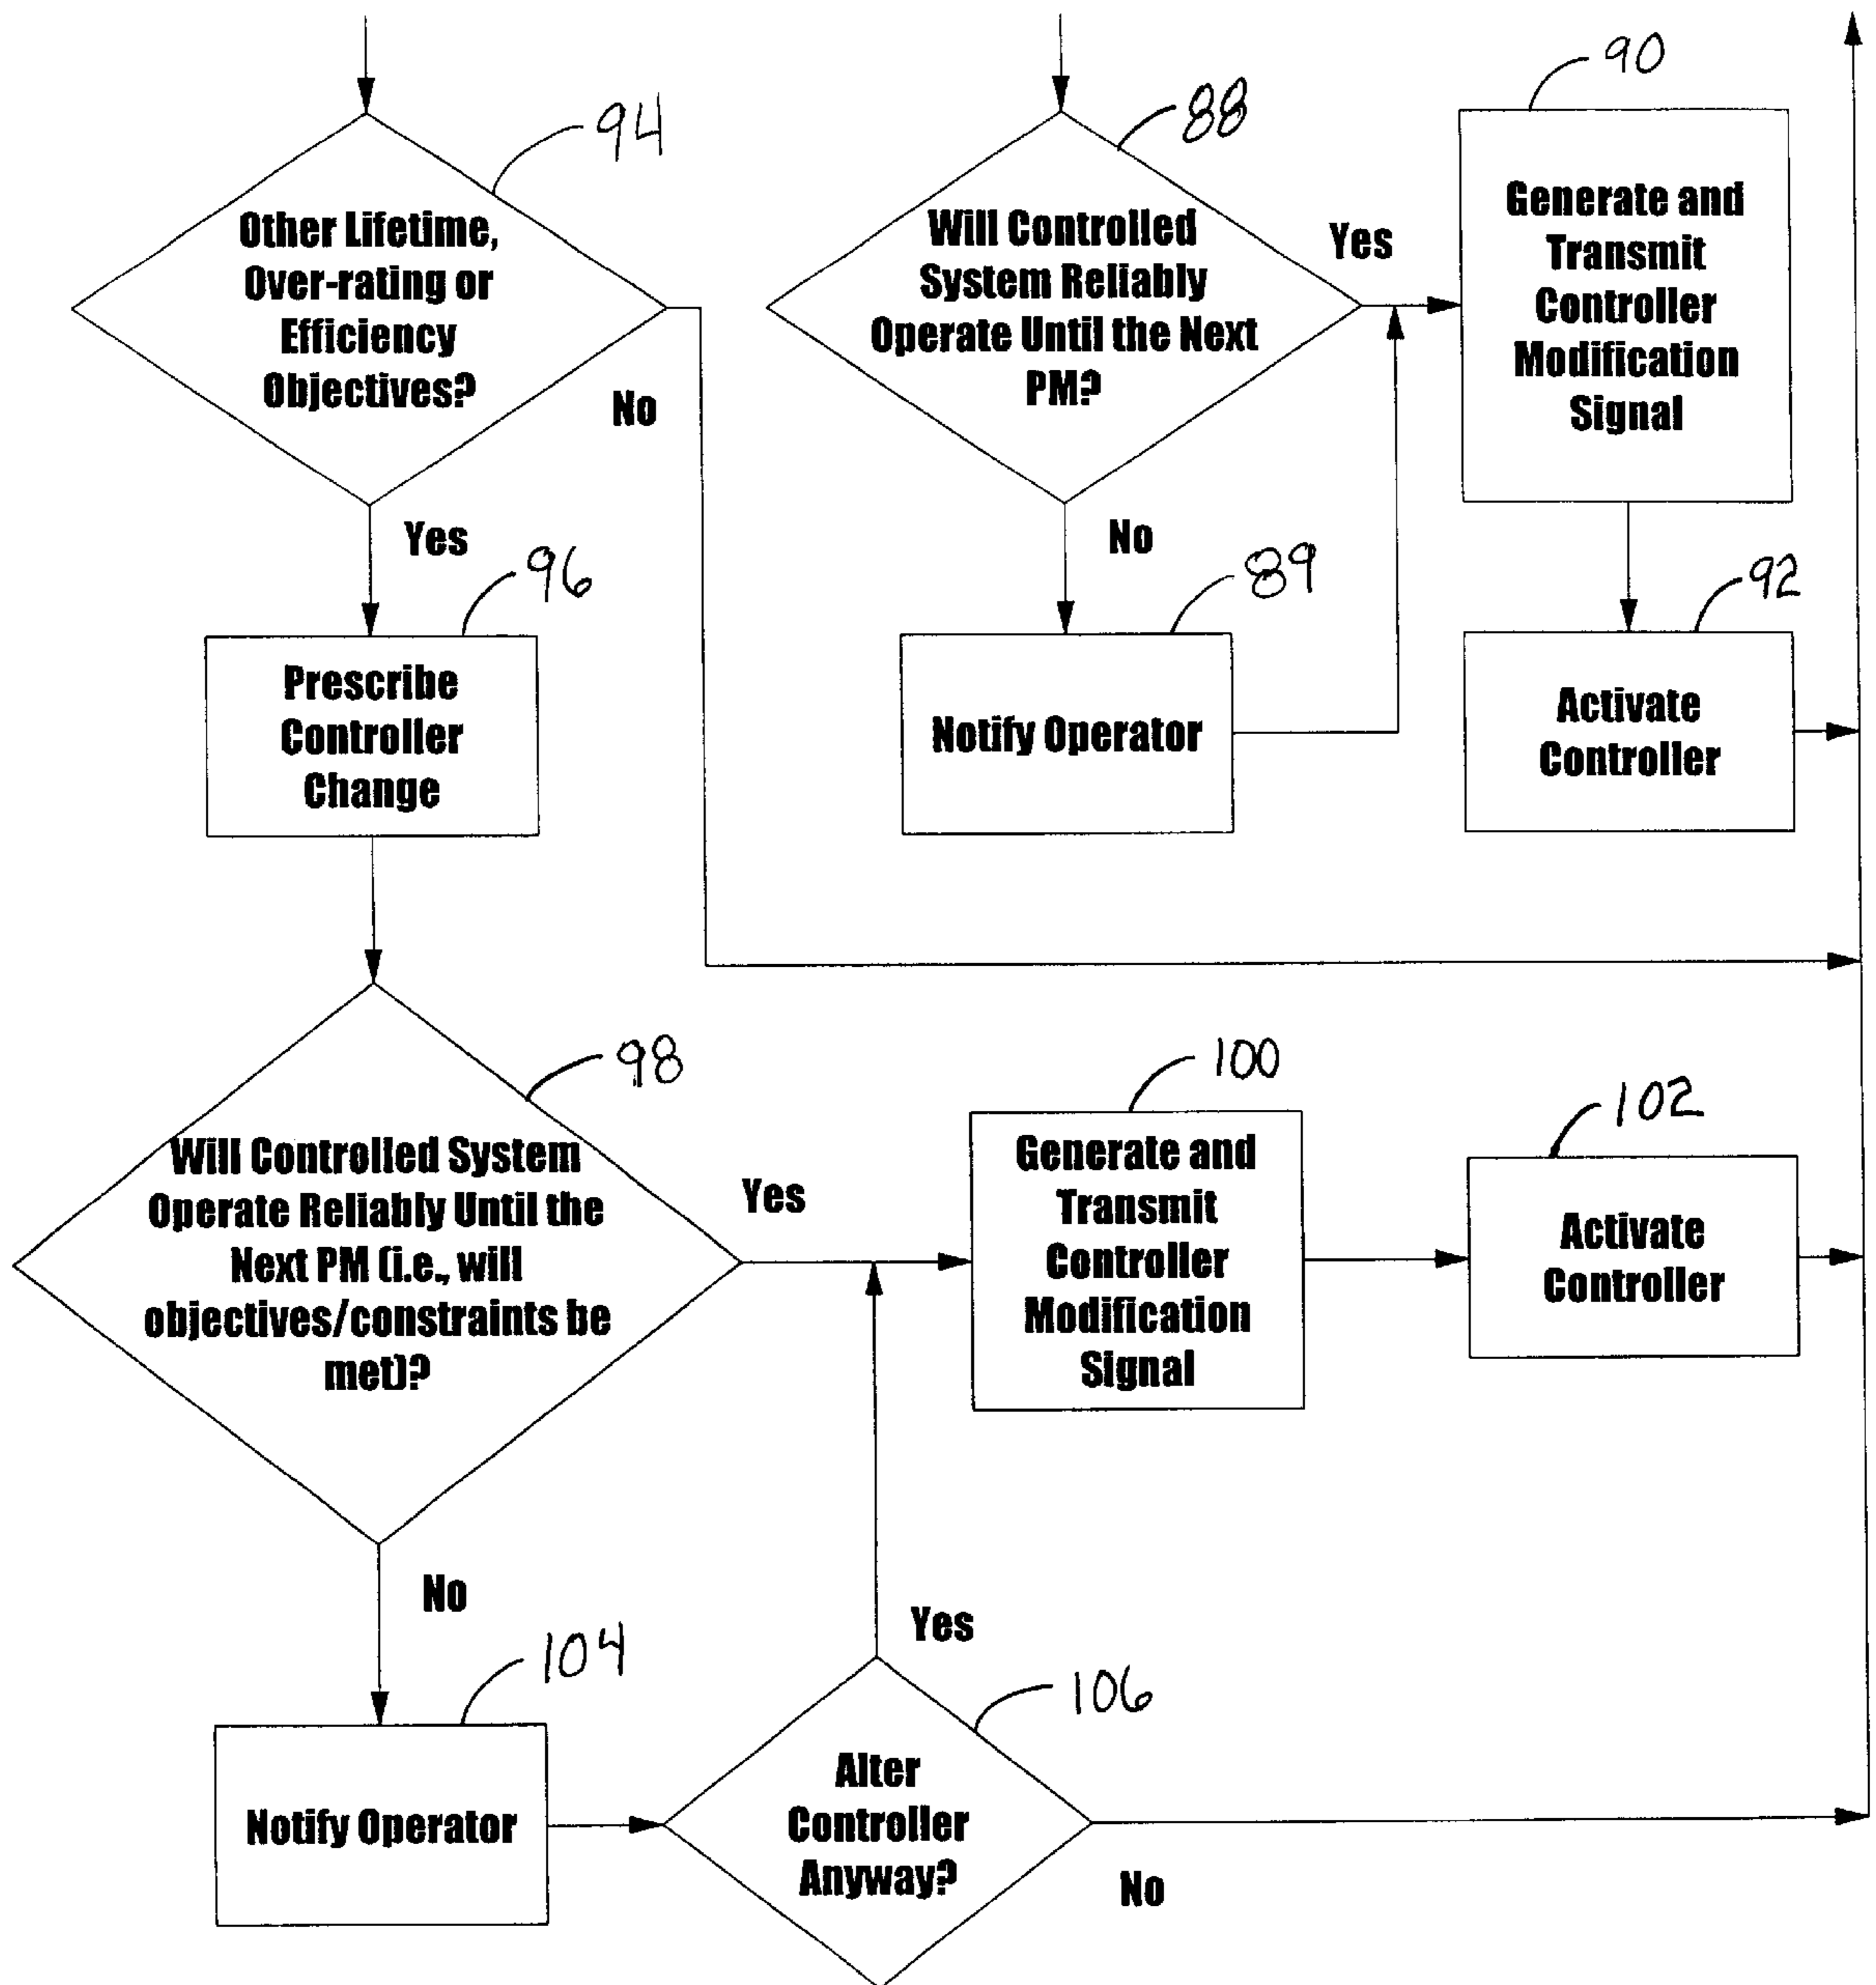 94
Other Lifetime,
Over-rating or
Efficiency
Objectives?
No
Yes
88
Will Controlled
System Reliably
Operate Until the Next
PM?
Yes
No
90
Generate and
Transmit
Controller
Modification
Signal
96
Prescribe
Controller
Change
89
Notify Operator
92
Activate
Controller
98
Will Controlled System
Operate Reliably Until the
Next PM (i.e., will
objectives/constraints be
met)?
Yes
No
100
Generate and
Transmit
Controller
Modification
Signal
102
Activate
Controller
104
Notify Operator
106
Alter
Controller
Anyway?
Yes
No